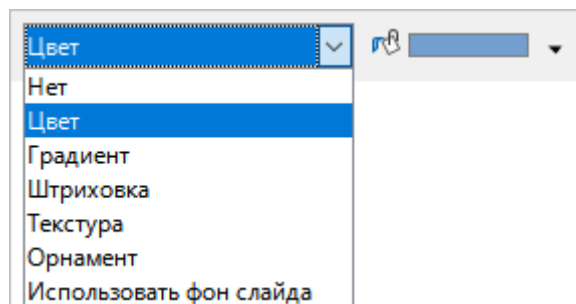 Цвет
Нет
Цвет
Градиент
Штриховка
Текстура
Орнамент
Использовать фон слайда